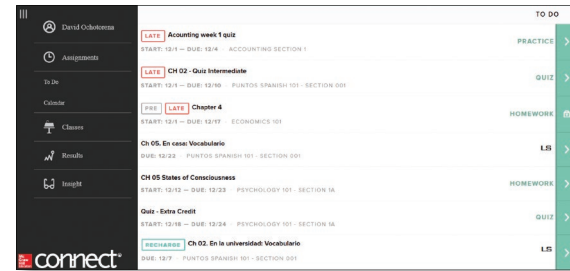 TO DO
David Ochotorena
Assignments
To Do
Calendar
Classes
Results
Insight
Mc Graw Hill Education
connect®
LATE Acounting week 1 quiz
START: 12/1 — DUE: 12/4 · ACCOUNTING SECTION 1
PRACTICE
LATE CH 02 - Quiz Intermediate
START: 12/1 — DUE: 12/10 · PUNTOS SPANISH 101 - SECTION 001
QUIZ
PRE LATE Chapter 4
START: 12/1 — DUE: 12/17 · ECONOMICS 101
HOMEWORK
Ch 05. En casa: Vocabulario
DUE: 12/22 · PUNTOS SPANISH 101 - SECTION 001
LS
CH 05 States of Consciousness
START: 12/12 — DUE: 12/23 · PSYCHOLOGY 101 - SECTION 1A
HOMEWORK
Quiz - Extra Credit
START: 12/18 — DUE: 12/24 · PSYCHOLOGY 101 - SECTION 1A
QUIZ
RECHARGE Ch 02. En la universidad: Vocabulario
DUE: 12/7 · PUNTOS SPANISH 101 - SECTION 001
LS